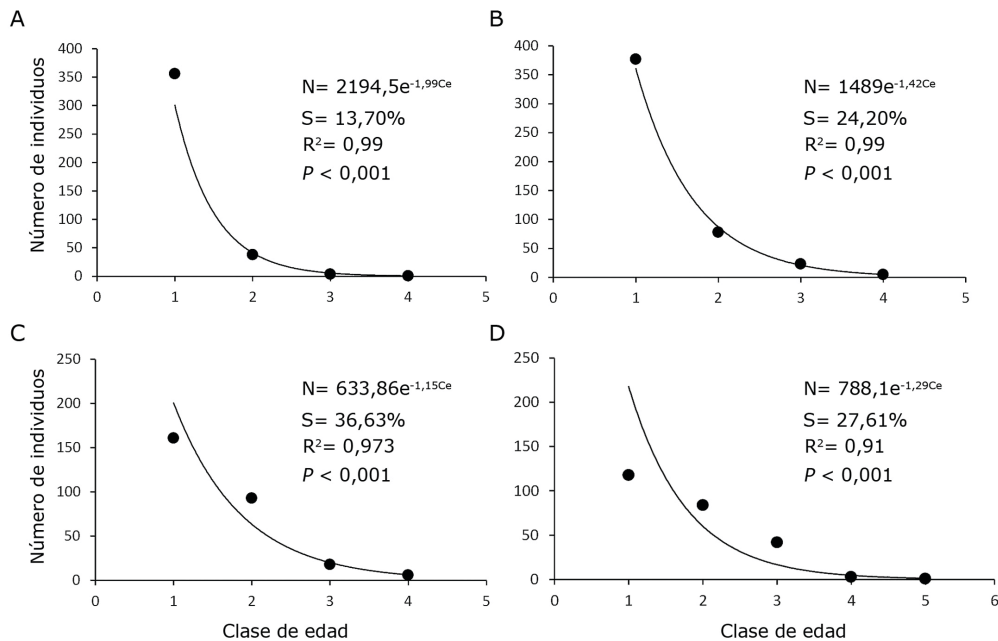 A
Número de individuos
400
350
300
250
200
150
100
50
0
0 1 2 3 4 5
N= 2194,5e-1,99Ce
S= 13,70%
R2= 0,99
P < 0,001
B
400
350
300
250
200
150
100
50
0
0 1 2 3 4 5
N= 1489e-1,42Ce
S= 24,20%
R2= 0,99
P < 0,001
C
Número de individuos
250
200
150
100
50
0
0 1 2 3 4 5
N= 633,86e-1,15Ce
S= 36,63%
R2= 0,973
P < 0,001
Clase de edad
D
250
200
150
100
50
0
0 1 2 3 4 5 6
N= 788,1e-1,29Ce
S= 27,61%
R2= 0,91
P < 0,001
Clase de edad